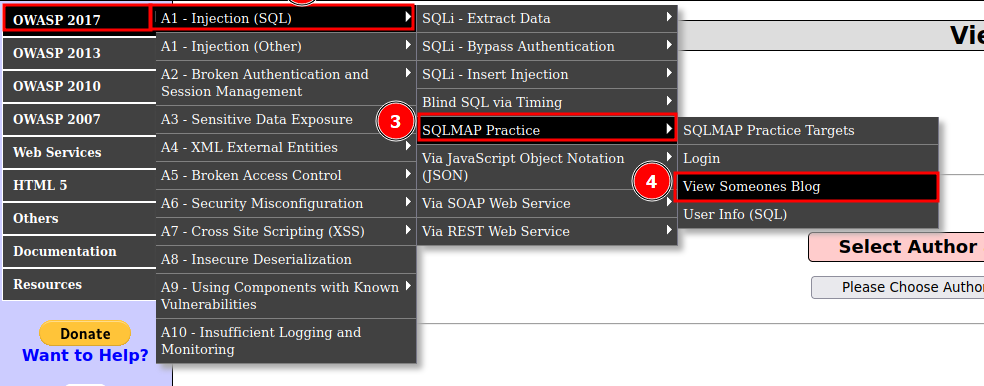 OWASP 2017
OWASP 2013
OWASP 2010
OWASP 2007
Web Services
HTML 5
Others
Documentation
Resources
Donate
Want to Help?
A1 - Injection (SQL)
A1 - Injection (Other)
A2 - Broken Authentication and
Session Management
A3 - Sensitive Data Exposure
A4 - XML External Entities
A5 - Broken Access Control
A6 - Security Misconfiguration
A7 - Cross Site Scripting (XSS)
A8 - Insecure Deserialization
A9 - Using Components with Known
Vulnerabilities
A10 - Insufficient Logging and
Monitoring
SQLi - Extract Data
SQLi - Bypass Authentication
SQLi - Insert Injection
Blind SQL via Timing
3
SQLMAP Practice
Via JavaScript Object Notation
(JSON)
Via SOAP Web Service
Via REST Web Service
SQLMAP Practice Targets
Login
4
View Someones Blog
User Info (SQL)
Vie
Select Author
Please Choose Autho